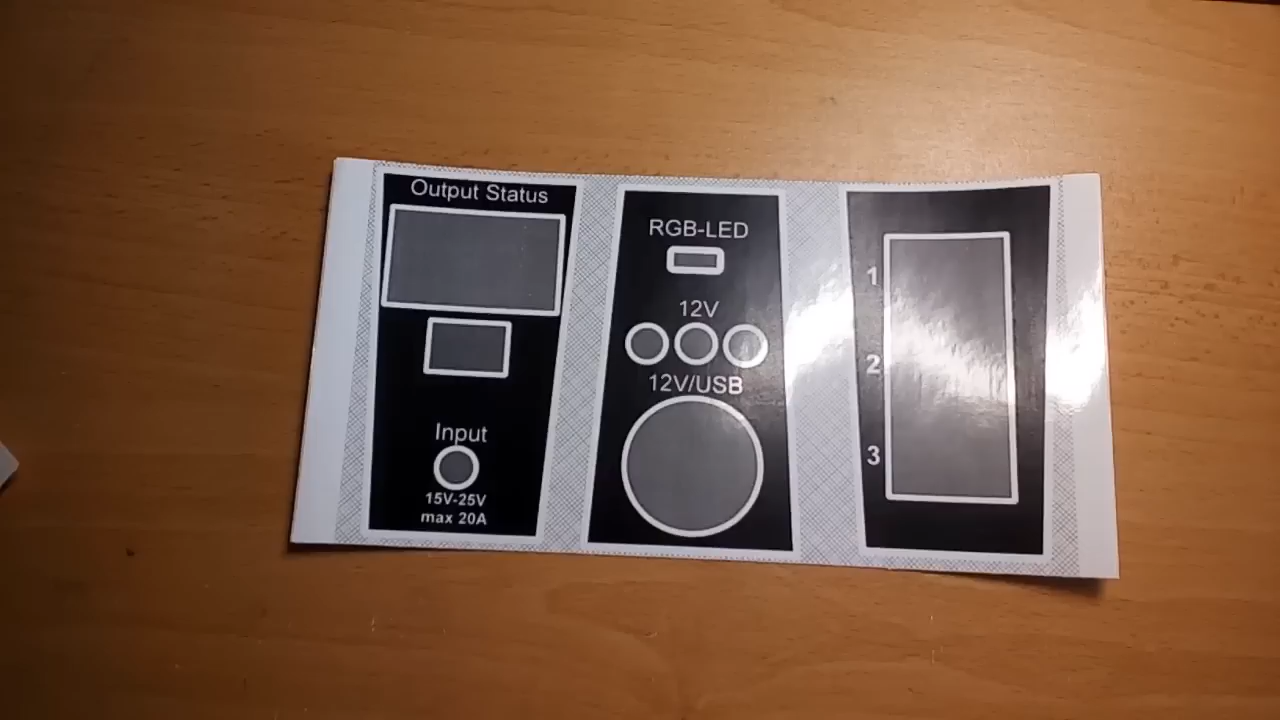 Output Status
Input
15V-25V
max 20A
RGB-LED
12V
12V/USB
1
2
3